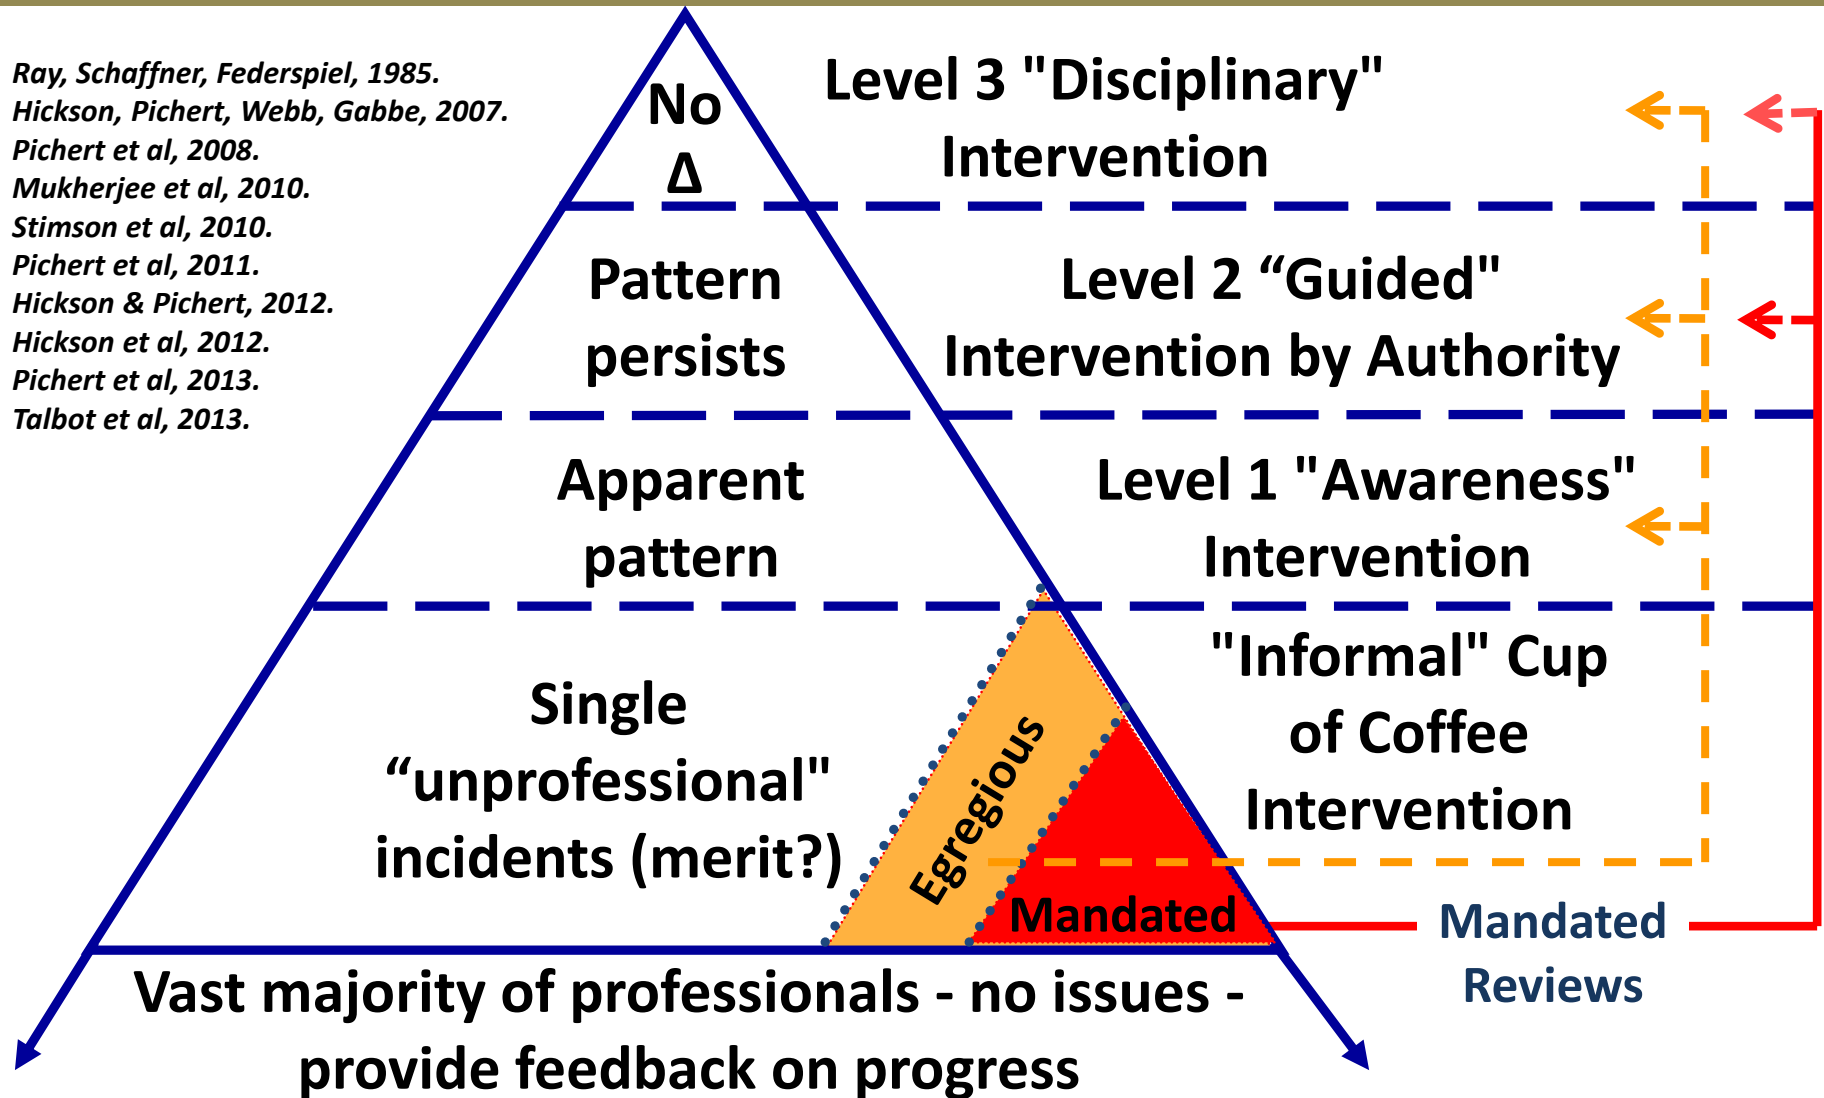 Ray, Schaffner, Federspiel, 1985.
Hickson, Pichert, Webb, Gabbe, 2007.
Pichert et al, 2008.
Mukherjee et al, 2010.
Stimson et al, 2010.
Pichert et al, 2011.
Hickson & Pichert, 2012.
Hickson et al, 2012.
Pichert et al, 2013.
Talbot et al, 2013.
No
Δ
Level 3 "Disciplinary"
Intervention
Pattern
persists
Level 2 “Guided"
Intervention by Authority
Apparent
pattern
Level 1 "Awareness"
Intervention
Single
“unprofessional"
incidents (merit?)
Egregious
Mandated
"Informal" Cup
of Coffee
Intervention
Mandated
Reviews
Vast majority of professionals - no issues -
provide feedback on progress